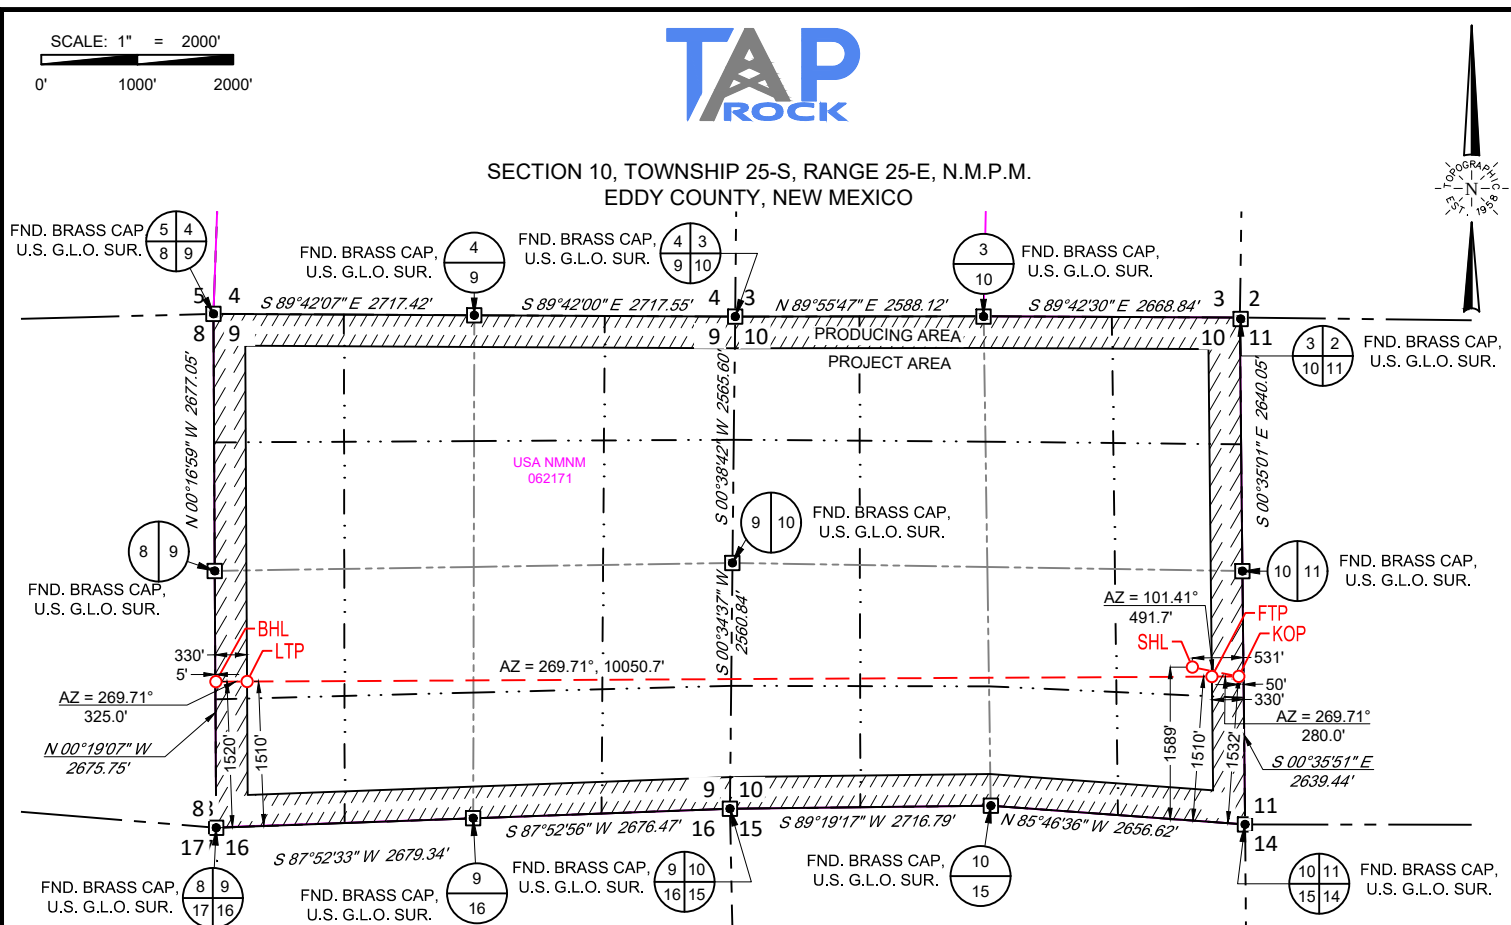 SCALE: 1" = 2000'
0' 1000' 2000'
TAP
ROCK
TOPOGRAPHIC
N
EST. 1958
SECTION 10, TOWNSHIP 25-S, RANGE 25-E, N.M.P.M.
EDDY COUNTY, NEW MEXICO
FND. BRASS CAP,
U.S. G.L.O. SUR.
5 4
8 9
FND. BRASS CAP,
U.S. G.L.O. SUR.
4
9
FND. BRASS CAP,
U.S. G.L.O. SUR.
4 3
9 10
3
10
FND. BRASS CAP,
U.S. G.L.O. SUR.
5 4
8 9
S 89°42'07" E 2717.42'
S 89°42'00" E 2717.55'
4 3
9 10
N 89°55'47" E 2588.12'
S 89°42'30" E 2668.84'
3 2
10 11
PRODUCING AREA
PROJECT AREA
3 2
10 11
FND. BRASS CAP,
U.S. G.L.O. SUR.
N 00°16'59" W 2677.05'
S 00°38'42" W 2565.60'
S 00°35'01" E 2640.05'
USA NMNM
062171
9 10
FND. BRASS CAP,
U.S. G.L.O. SUR.
8 9
FND. BRASS CAP,
U.S. G.L.O. SUR.
10 11
FND. BRASS CAP,
U.S. G.L.O. SUR.
S 00°34'37" W
2560.84'
AZ = 101.41°
491.7'
FTP
KOP
SHL
BHL
LTP
330'
5'
AZ = 269.71°, 10050.7'
531'
50'
330'
AZ = 269.71°
325.0'
AZ = 269.71°
280.0'
N 00°19'07" W
2675.75'
1520'
1510'
1589'
1510'
1532'
S 00°35'51" E
2639.44'
8
17 16
9 10
16 15
11
14
S 87°52'33" W 2679.34'
S 87°52'56" W 2676.47'
S 89°19'17" W 2716.79'
N 85°46'36" W 2656.62'
FND. BRASS CAP,
U.S. G.L.O. SUR.
8 9
17 16
FND. BRASS CAP,
U.S. G.L.O. SUR.
9
16
FND. BRASS CAP,
U.S. G.L.O. SUR.
9 10
16 15
FND. BRASS CAP,
U.S. G.L.O. SUR.
10
15
10 11
15 14
FND. BRASS CAP,
U.S. G.L.O. SUR.